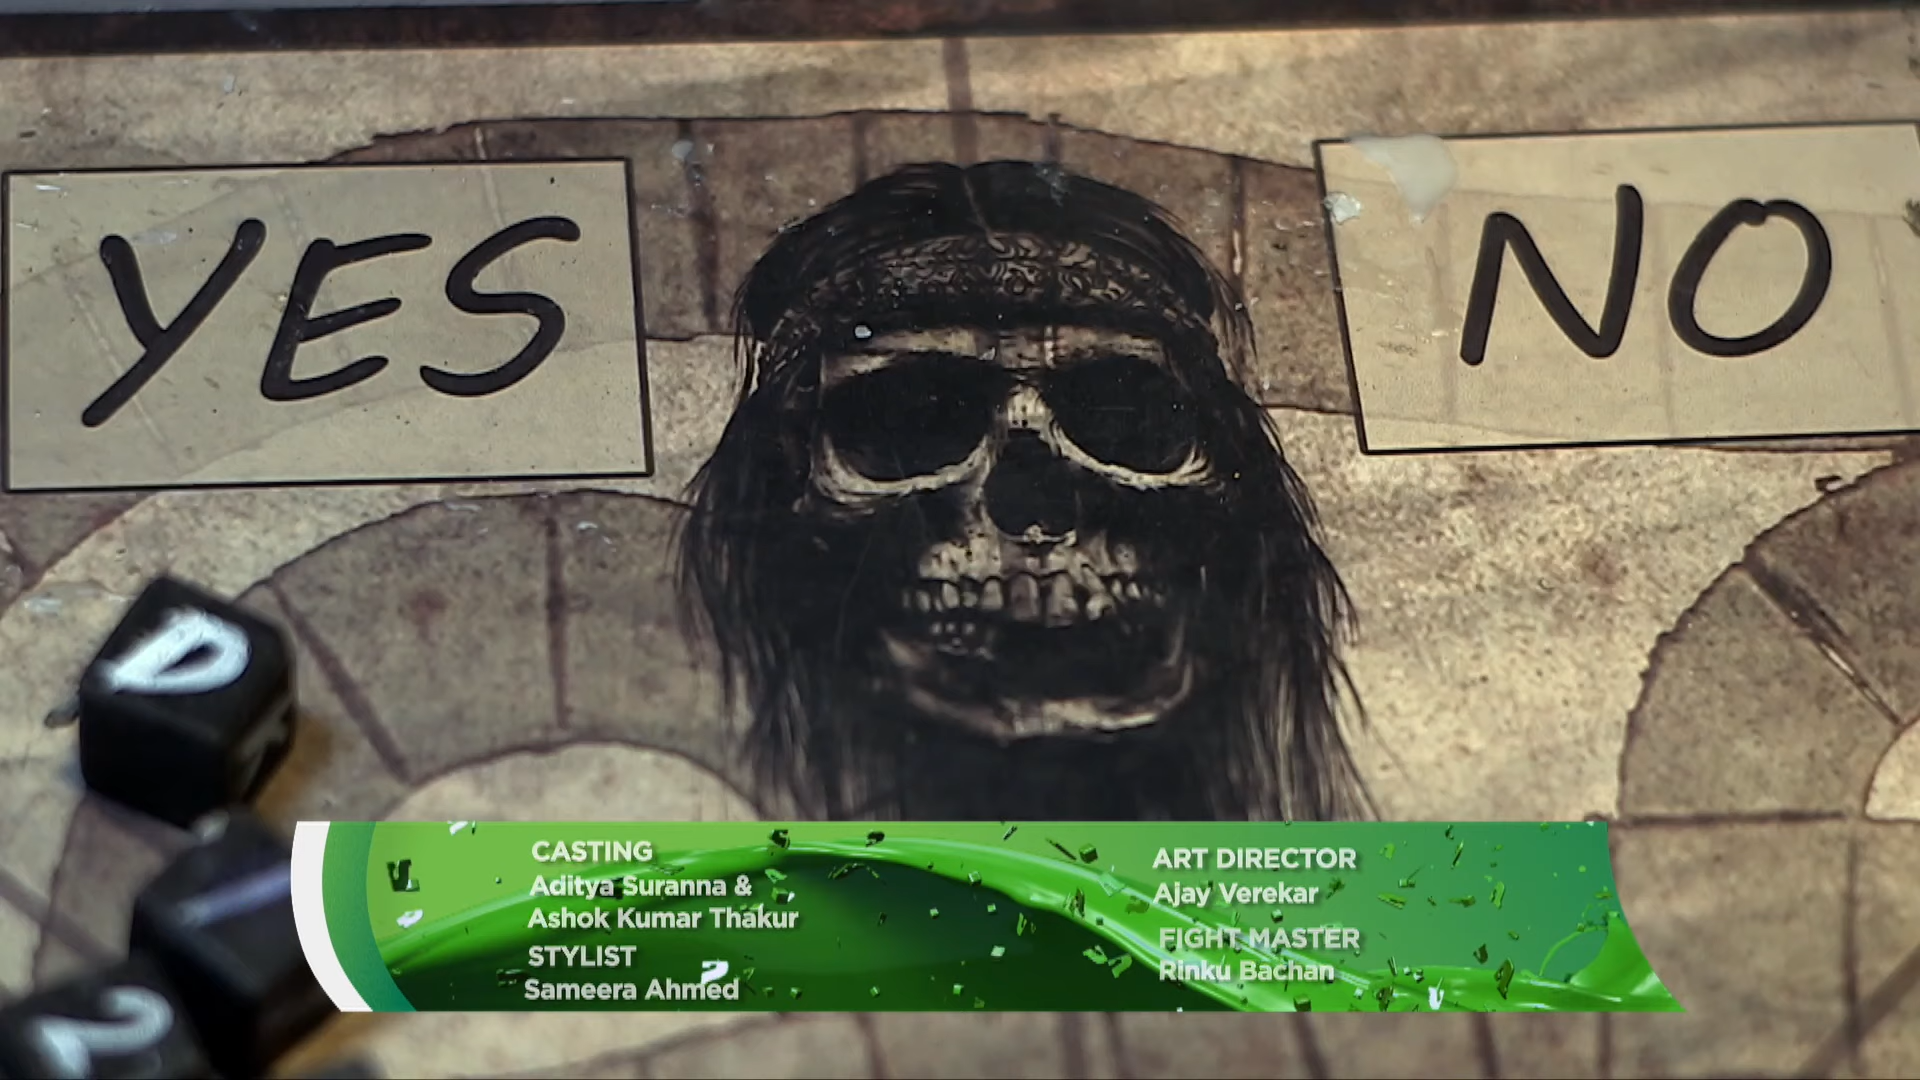 YES
NO
CASTING
Aditya Suranna &
Ashok Kumar Thakur
STYLIST
Sameera Ahmed
ART DIRECTOR
Ajay Verekar
FIGHT MASTER
Rinku Bachan